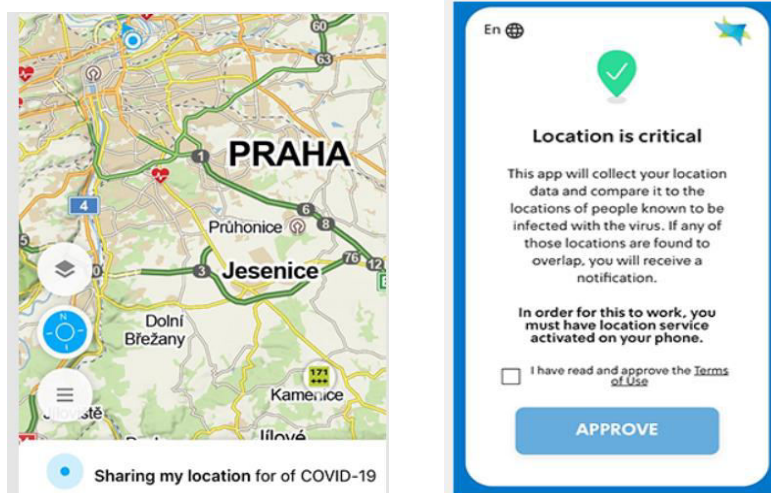 60
63
PRAHA
1
4
Průhonice
6
8
5
Jesenice
3
76
12
0
N
Dolní
Břežany
171
Kamenice
Jílové
Sharing my location for of COVID-19
En
Location is critical
This app will collect your location
data and compare it to the
locations of people known to be
infected with the virus. If any of
those locations are found to
overlap, you will receive a
notification.
In order for this to work, you
must have location service
activated on your phone.
I have read and approve the Terms
of Use
APPROVE